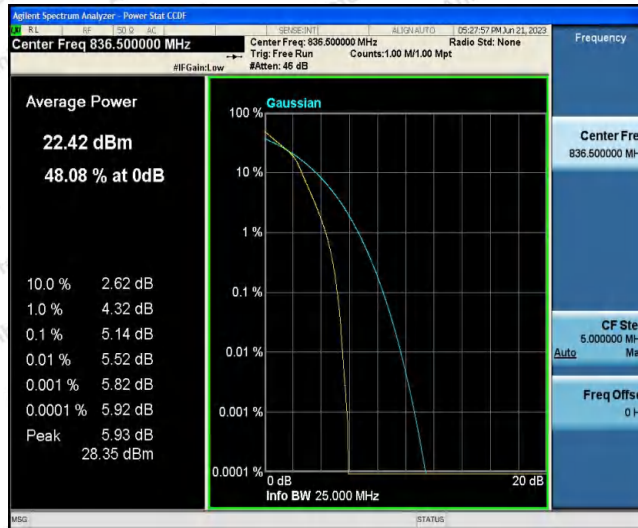 Agilent Spectrum Analyzer - Power Stat CCDF
RL RF 50 Ω AC SENSE:INT ALIGN AUTO 05:27:57 PM Jun 21, 2023
Center Freq 836.500000 MHz
Center Freq: 836.500000 MHz Radio Std: None
Trig: Free Run Counts:1.00 M/1.00 Mpt
#IFGain:Low #Atten: 46 dB
Frequency
Average Power
22.42 dBm
48.08 % at 0dB
10.0 % 2.62 dB
1.0 % 4.32 dB
0.1 % 5.14 dB
0.01 % 5.52 dB
0.001 % 5.82 dB
0.0001 % 5.92 dB
Peak 5.93 dB
28.35 dBm
Gaussian
100 %
10 %
1 %
0.1 %
0.01 %
0.001 %
0.0001 %
0 dB 20 dB
Info BW 25.000 MHz
Center Fre
836.500000 MH
CF Ste
5.000000 MH
Auto Ma
Freq Offse
0 H
MSG STATUS